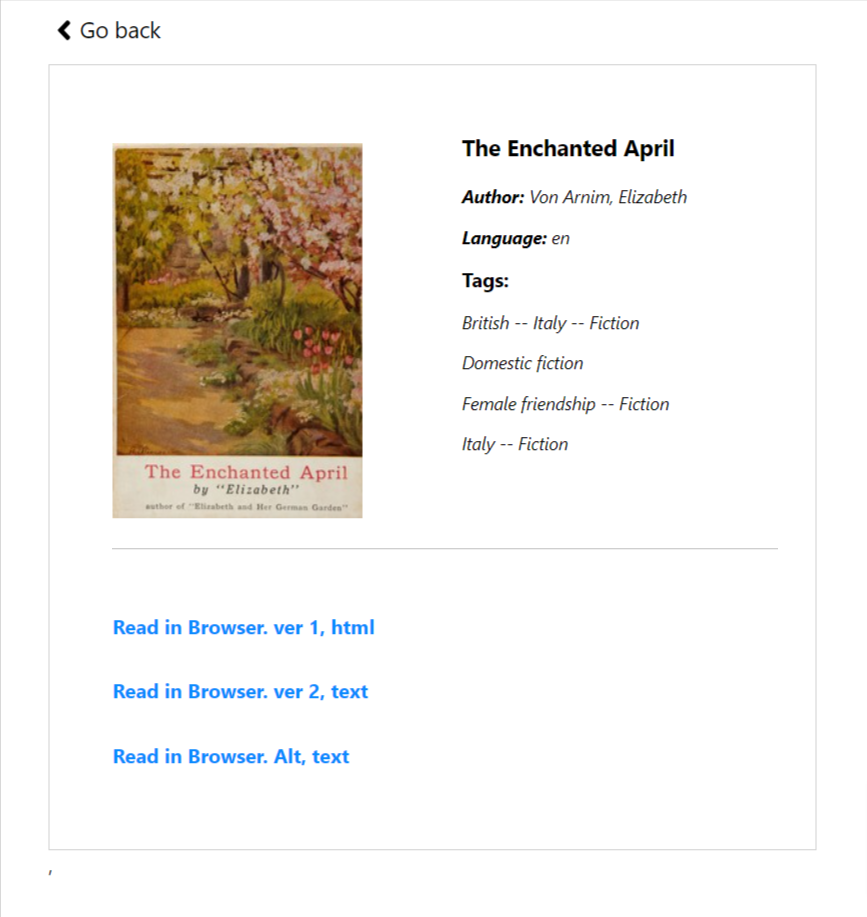 Go back
The Enchanted April
Author: Von Arnim, Elizabeth
Language: en
Tags:
British -- Italy -- Fiction
Domestic fiction
Female friendship -- Fiction
Italy -- Fiction
The Enchanted April
by "Elizabeth"
author of "Elizabeth and Her German Garden"
Read in Browser. ver 1, html
Read in Browser. ver 2, text
Read in Browser. Alt, text
,